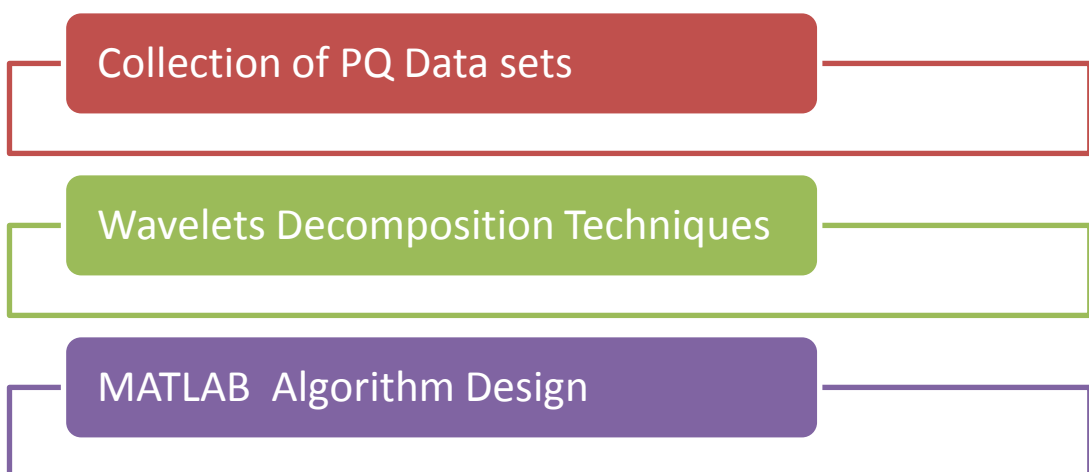 Collection of PQ Data sets
Wavelets Decomposition Techniques
MATLAB  Algorithm Design